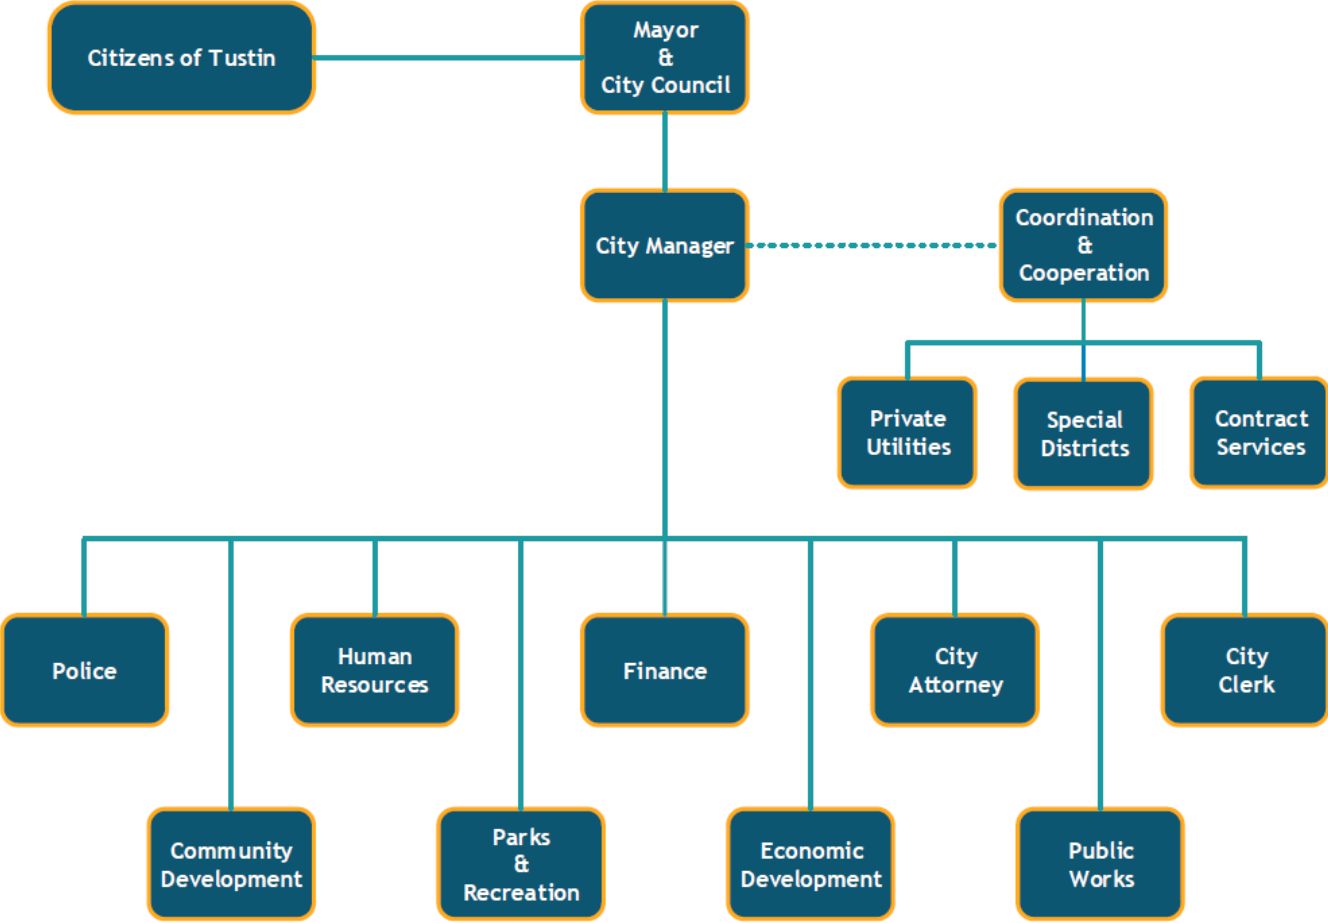 Citizens of Tustin
Mayor
&
City Council
City Manager
Coordination
&
Cooperation
Private
Utilities
Special
Districts
Contract
Services
Police
Human
Resources
Finance
City
Attorney
City
Clerk
Community
Development
Parks
&
Recreation
Economic
Development
Public
Works